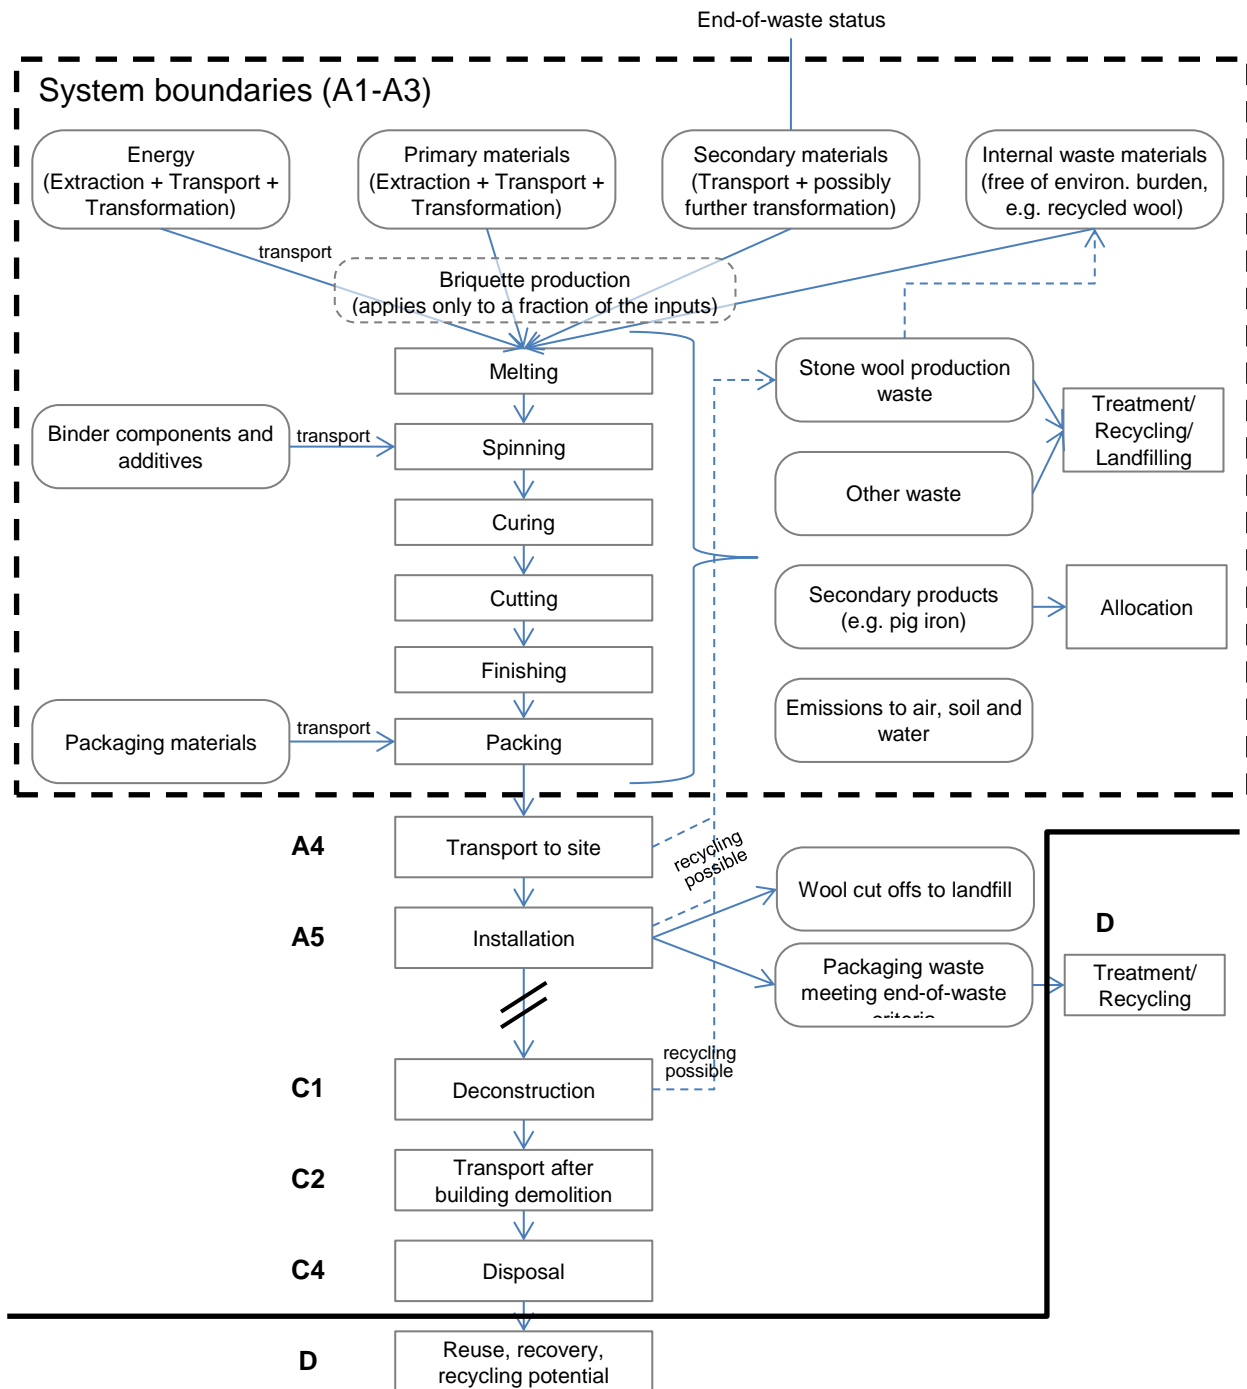 End-of-waste status
System boundaries (A1-A3)
Energy
(Extraction + Transport +
Transformation)
Primary materials
(Extraction + Transport +
Transformation)
Secondary materials
(Transport + possibly
further transformation)
Internal waste materials
(free of environ. burden,
e.g. recycled wool)
transport
Briquette production
(applies only to a fraction of the inputs)
Melting
Stone wool production
waste
Treatment/
Recycling/
Landfilling
Binder components and
additives
transport
Spinning
Other waste
Curing
Cutting
Secondary products
(e.g. pig iron)
Allocation
Finishing
Emissions to air, soil and
water
Packaging materials
transport
Packing
A4
Transport to site
recycling
possible
Wool cut offs to landfill
A5
Installation
D
Packaging waste
meeting end-of-waste
criteria
Treatment/
Recycling
C1
Deconstruction
recycling
possible
C2
Transport after
building demolition
C4
Disposal
D
Reuse, recovery,
recycling potential